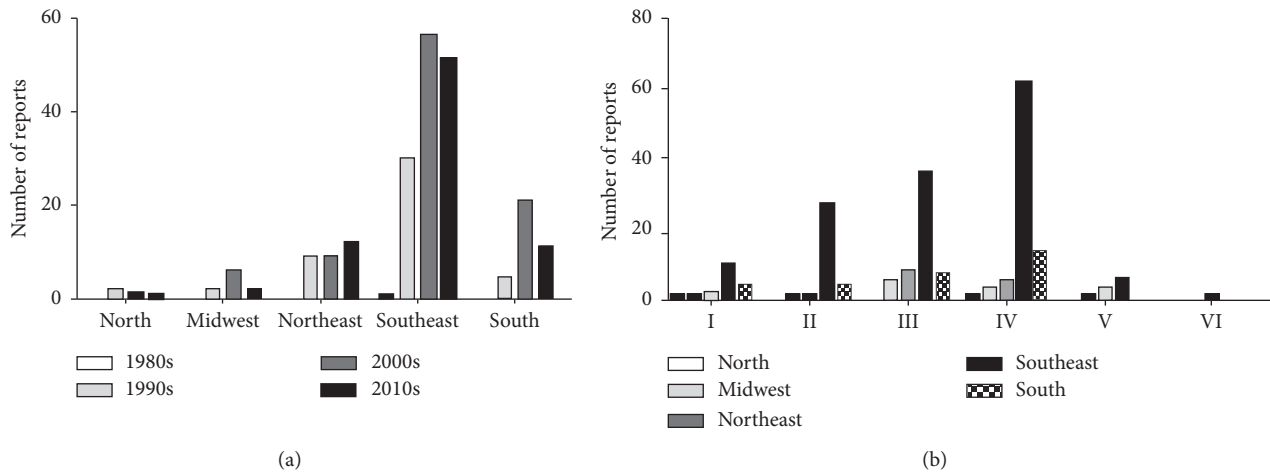 60
40
20
0
Number of reports
North Midwest Northeast Southeast South
1980s
1990s
2000s
2010s
(a)
80
60
40
20
0
Number of reports
I II III IV V VI
North
Midwest
Northeast
Southeast
South
(b)